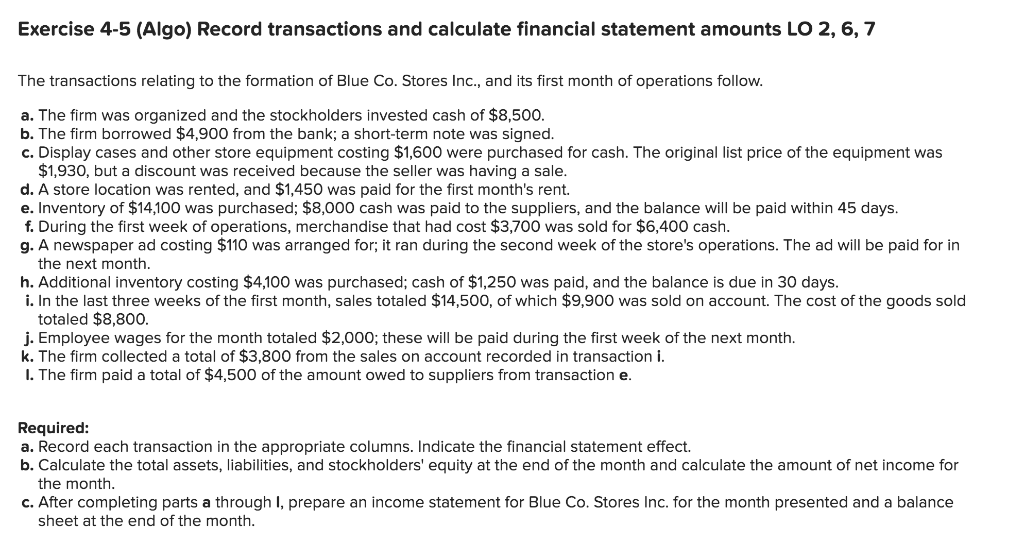 Exercise 4-5 (Algo) Record transactions and calculate financial statement amounts LO 2, 6, 7
The transactions relating to the formation of Blue Co. Stores Inc., and its first month of operations follow.
a. The firm was organized and the stockholders invested cash of $8,500.
b. The firm borrowed $4,900 from the bank; a short-term note was signed.
c. Display cases and other store equipment costing $1,600 were purchased for cash. The original list price of the equipment was
$1,930, but a discount was received because the seller was having a sale.
d. A store location was rented, and $1,450 was paid for the first month's rent.
e. Inventory of $14,100 was purchased; $8,000 cash was paid to the suppliers, and the balance will be paid within 45 days.
f. During the first week of operations, merchandise that had cost $3,700 was sold for $6,400 cash.
g. A newspaper ad costing $110 was arranged for; it ran during the second week of the store's operations. The ad will be paid for in
the next month.
h. Additional inventory costing $4,100 was purchased; cash of $1,250 was paid, and the balance is due in 30 days.
i. In the last three weeks of the first month, sales totaled $14,500, of which $9,900 was sold on account. The cost of the goods sold
totaled $8,800.
j. Employee wages for the month totaled $2,000; these will be paid during the first week of the next month.
k. The firm collected a total of $3,800 from the sales on account recorded in transaction i.
l. The firm paid a total of $4,500 of the amount owed to suppliers from transaction e.
Required:
a. Record each transaction in the appropriate columns. Indicate the financial statement effect.
b. Calculate the total assets, liabilities, and stockholders' equity at the end of the month and calculate the amount of net income for
the month.
c. After completing parts a through l, prepare an income statement for Blue Co. Stores Inc. for the month presented and a balance
sheet at the end of the month.